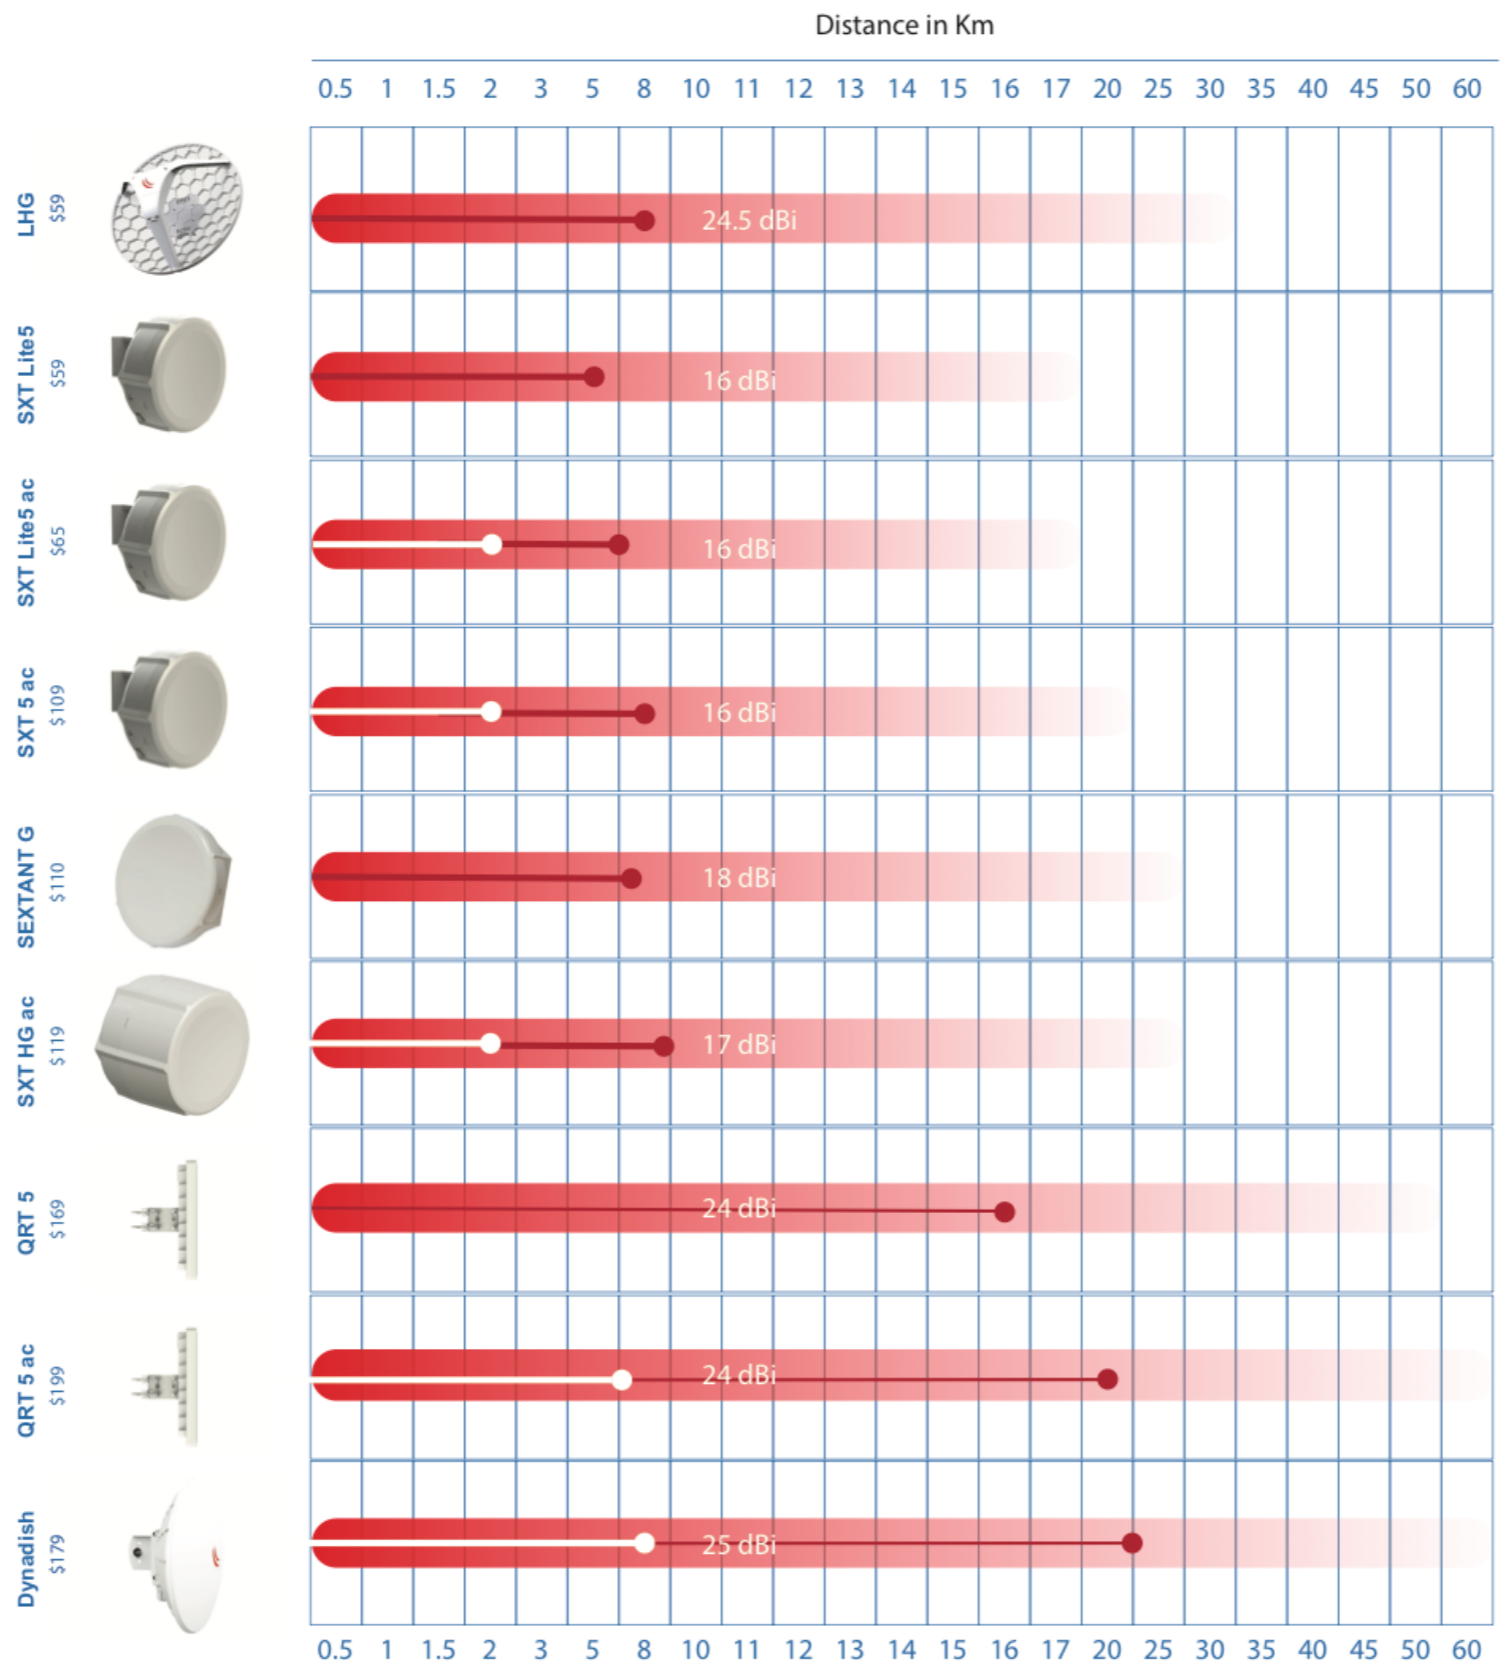 Distance in Km
0.5 1 1.5 2 3 5 8 10 11 12 13 14 15 16 17 20 25 30 35 40 45 50 60
LHG
$59
24.5 dBi
SXT Lite5
$59
16 dBi
SXT Lite5 ac
$65
16 dBi
SXT 5 ac
$109
16 dBi
SEXTANT G
$110
18 dBi
SXT HG ac
$119
17 dBi
QRT 5
$169
24 dBi
QRT 5 ac
$199
24 dBi
Dynadish
$179
25 dBi
0.5 1 1.5 2 3 5 8 10 11 12 13 14 15 16 17 20 25 30 35 40 45 50 60